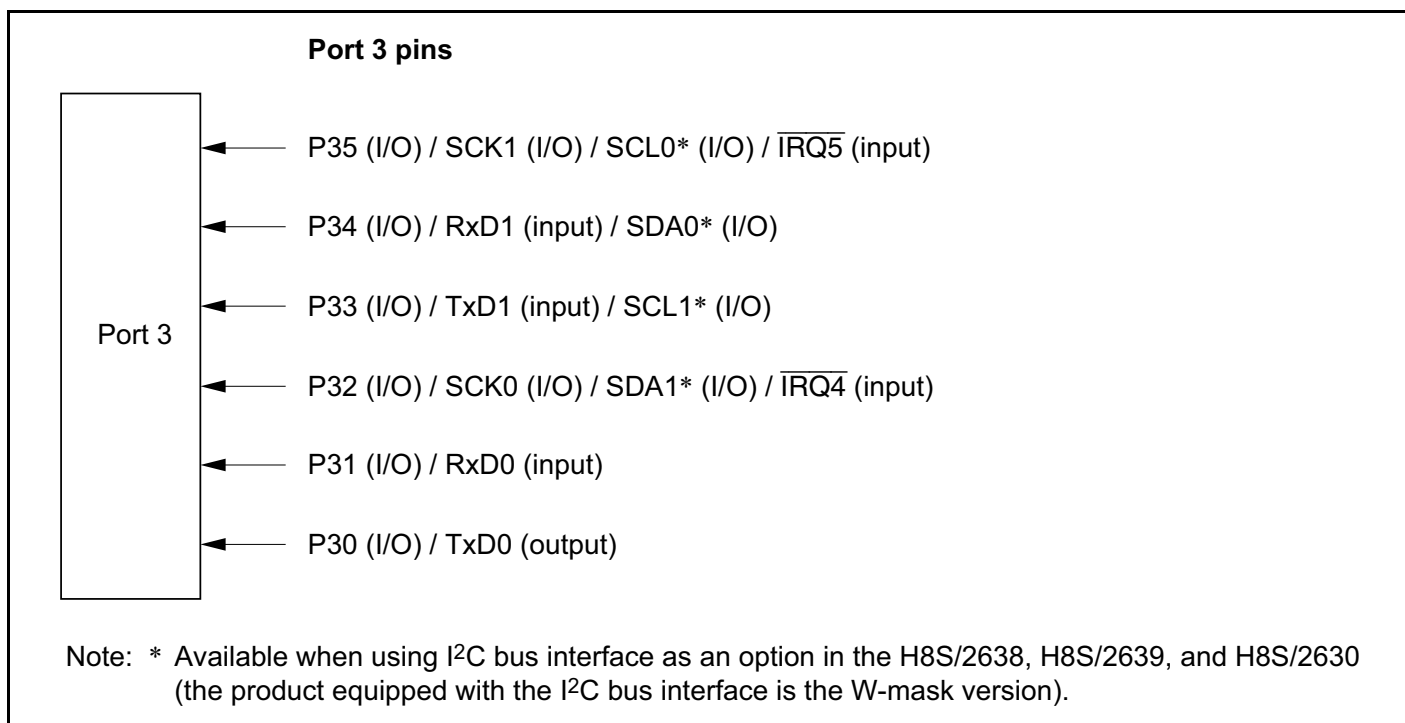 Port 3 pins
P35 (I/O) / SCK1 (I/O) / SCL0* (I/O) / I̅R̅Q̅5̅ (input)
P34 (I/O) / RxD1 (input) / SDA0* (I/O)
P33 (I/O) / TxD1 (input) / SCL1* (I/O)
Port 3
P32 (I/O) / SCK0 (I/O) / SDA1* (I/O) / I̅R̅Q̅4̅ (input)
P31 (I/O) / RxD0 (input)
P30 (I/O) / TxD0 (output)
Note: * Available when using I²C bus interface as an option in the H8S/2638, H8S/2639, and H8S/2630
(the product equipped with the I²C bus interface is the W-mask version).